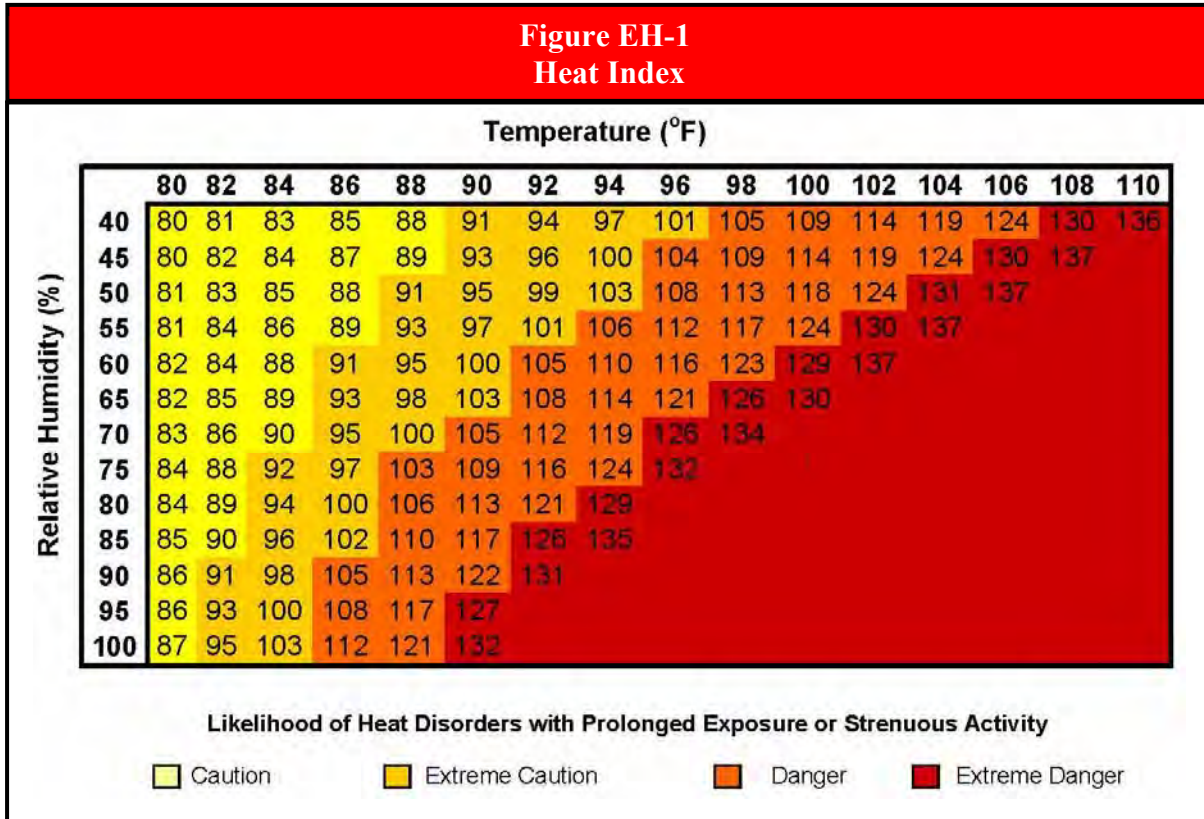 Figure EH-1
Heat Index
Temperature (°F)
80 82 84 86 88 90 92 94 96 98 100 102 104 106 108 110
Relative Humidity (%)
40 80 81 83 85 88 91 94 97 101 105 109 114 119 124 130 136
45 80 82 84 87 89 93 96 100 104 109 114 119 124 130 137
50 81 83 85 88 91 95 99 103 108 113 118 124 131 137
55 81 84 86 89 93 97 101 106 112 117 124 130 137
60 82 84 88 91 95 100 105 110 116 123 129 137
65 82 85 89 93 98 103 108 114 121 126 130
70 83 86 90 95 100 105 112 119 126 134
75 84 88 92 97 103 109 116 124 132
80 84 89 94 100 106 113 121 129
85 85 90 96 102 110 117 126 135
90 86 91 98 105 113 122 131
95 86 93 100 108 117 127
100 87 95 103 112 121 132
Likelihood of Heat Disorders with Prolonged Exposure or Strenuous Activity
Caution Extreme Caution Danger Extreme Danger